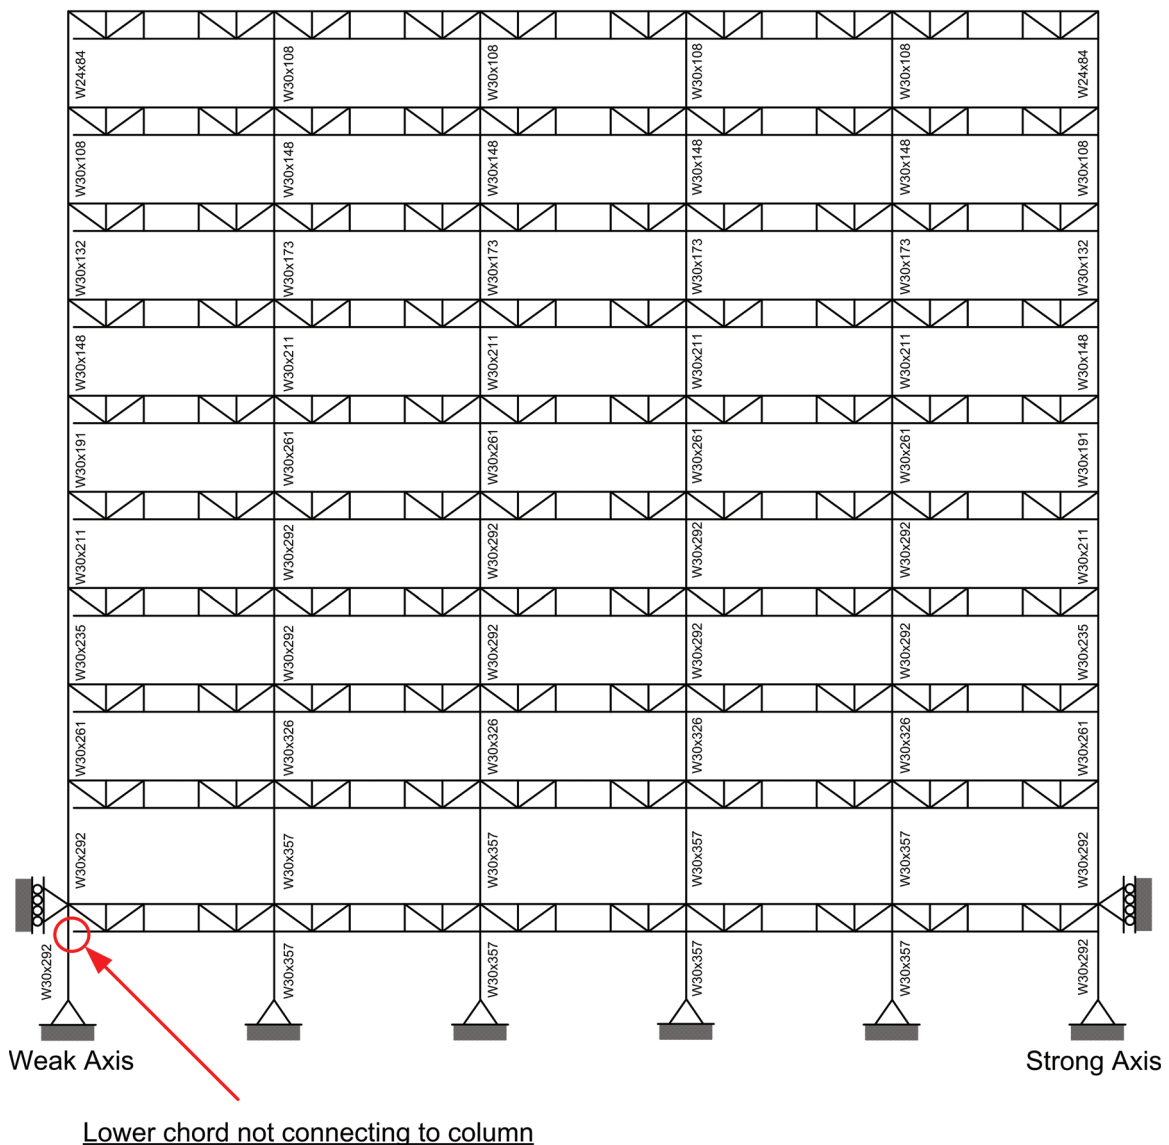 W24x84 W30x108 W30x108 W30x108 W30x108 W24x84
W30x108 W30x148 W30x148 W30x148 W30x148 W30x108
W30x132 W30x173 W30x173 W30x173 W30x173 W30x132
W30x148 W30x211 W30x211 W30x211 W30x211 W30x148
W30x191 W30x261 W30x261 W30x261 W30x261 W30x191
W30x211 W30x292 W30x292 W30x292 W30x292 W30x211
W30x235 W30x292 W30x292 W30x292 W30x292 W30x235
W30x261 W30x326 W30x326 W30x326 W30x326 W30x261
W30x292 W30x357 W30x357 W30x357 W30x357 W30x292
W30x292 W30x357 W30x357 W30x357 W30x357 W30x292
Weak Axis Strong Axis
Lower chord not connecting to column